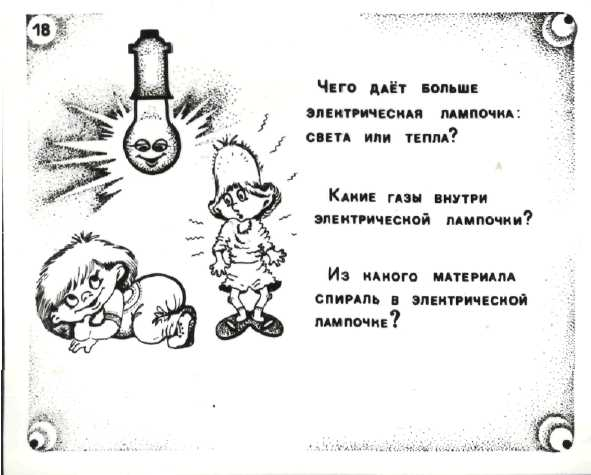 18
Чего даёт больше
электрическая лампочка:
света или тепла?
Какие газы внутри
электрической лампочки?
Из какого материала
спираль в электрической
лампочке?